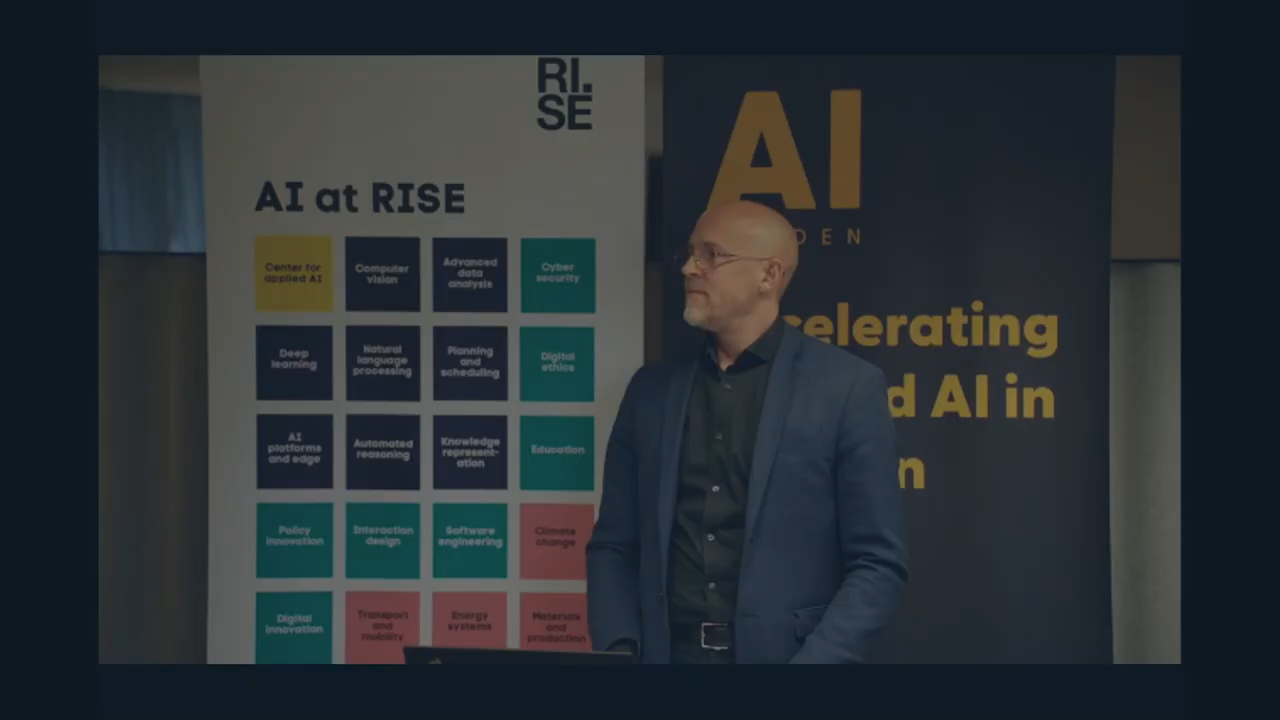 RI.
SE
AI at RISE
Center for
applied AI
Computer
vision
Advanced
data
analysis
Cyber
security
Deep
learning
Natural
language
processing
Planning
and
scheduling
Digital
ethics
AI
platforms
and edge
Automated
reasoning
Knowledge
represent-
ation
Education
Policy
innovation
Interaction
design
Software
engineering
Climate
change
Digital
innovation
Transport
and
mobility
Energy
systems
Materials
and
production
AI
DEN
celerating
d AI in
n